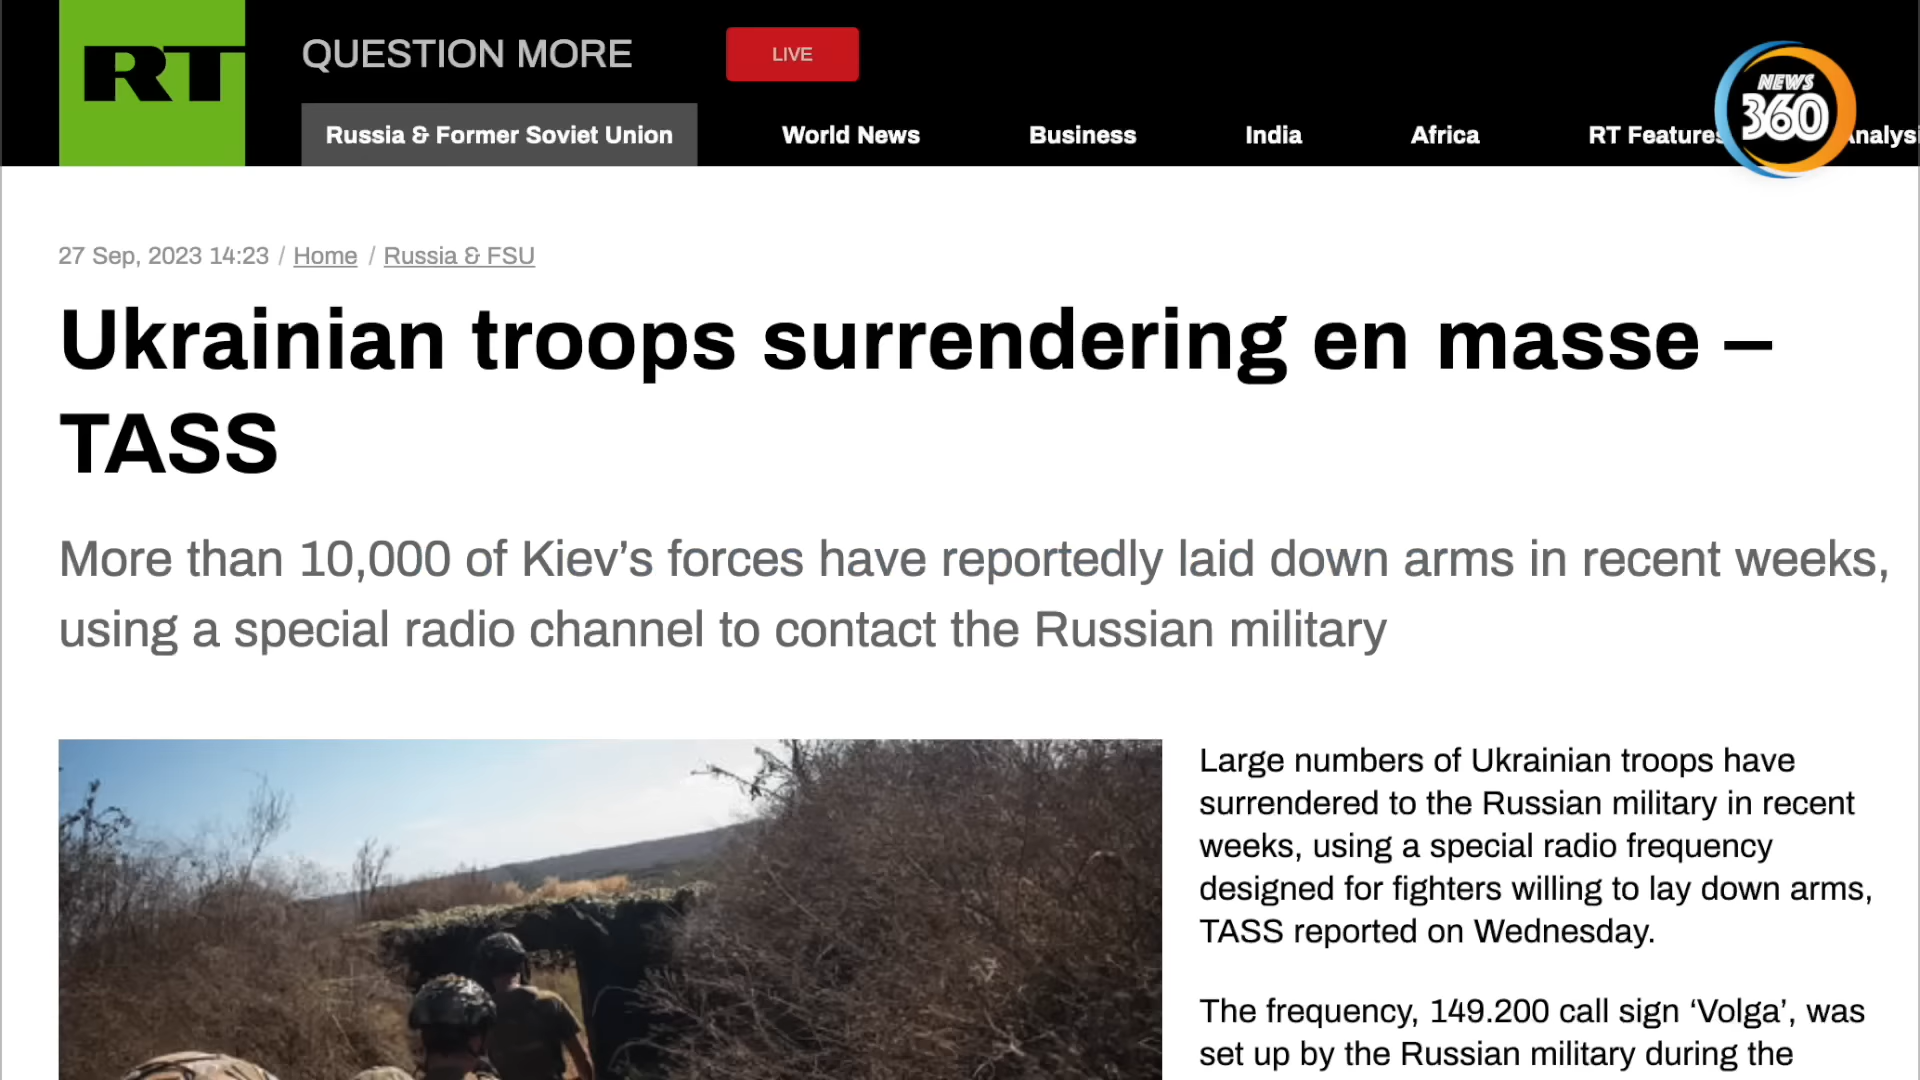 RT
QUESTION MORE
LIVE
NEWS
360
Russia & Former Soviet Union
World News
Business
India
Africa
RT Features
27 Sep, 2023 14:23 / Home / Russia & FSU
Ukrainian troops surrendering en masse –
TASS
More than 10,000 of Kiev’s forces have reportedly laid down arms in recent weeks,
using a special radio channel to contact the Russian military
Large numbers of Ukrainian troops have
surrendered to the Russian military in recent
weeks, using a special radio frequency
designed for fighters willing to lay down arms,
TASS reported on Wednesday.
The frequency, 149.200 call sign ‘Volga’, was
set up by the Russian military during the